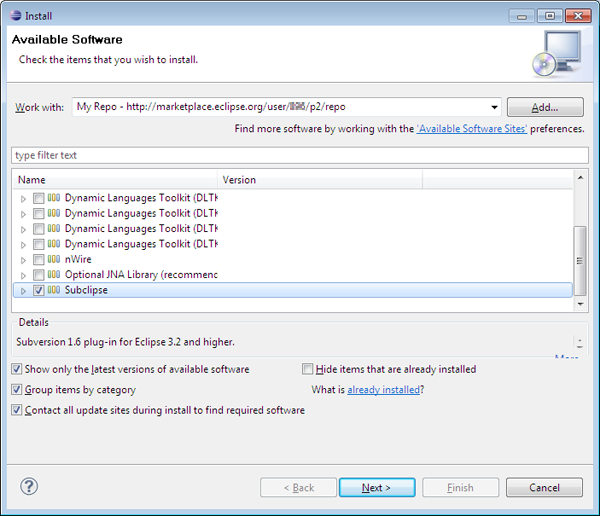 Install
Available Software
Check the items that you wish to install.
Work with: My Repo - http://marketplace.eclipse.org/user/ /p2/repo Add...
Find more software by working with the 'Available Software Sites' preferences.
type filter text
Name Version
Dynamic Languages Toolkit (DLTK
Dynamic Languages Toolkit (DLTK
Dynamic Languages Toolkit (DLTK
Dynamic Languages Toolkit (DLTK
nWire
Optional JNA Library (recommenc
Subclipse
Details
Subversion 1.6 plug-in for Eclipse 3.2 and higher.
More
Show only the latest versions of available software Hide items that are already installed
Group items by category What is already installed?
Contact all update sites during install to find required software
? < Back Next > Finish Cancel